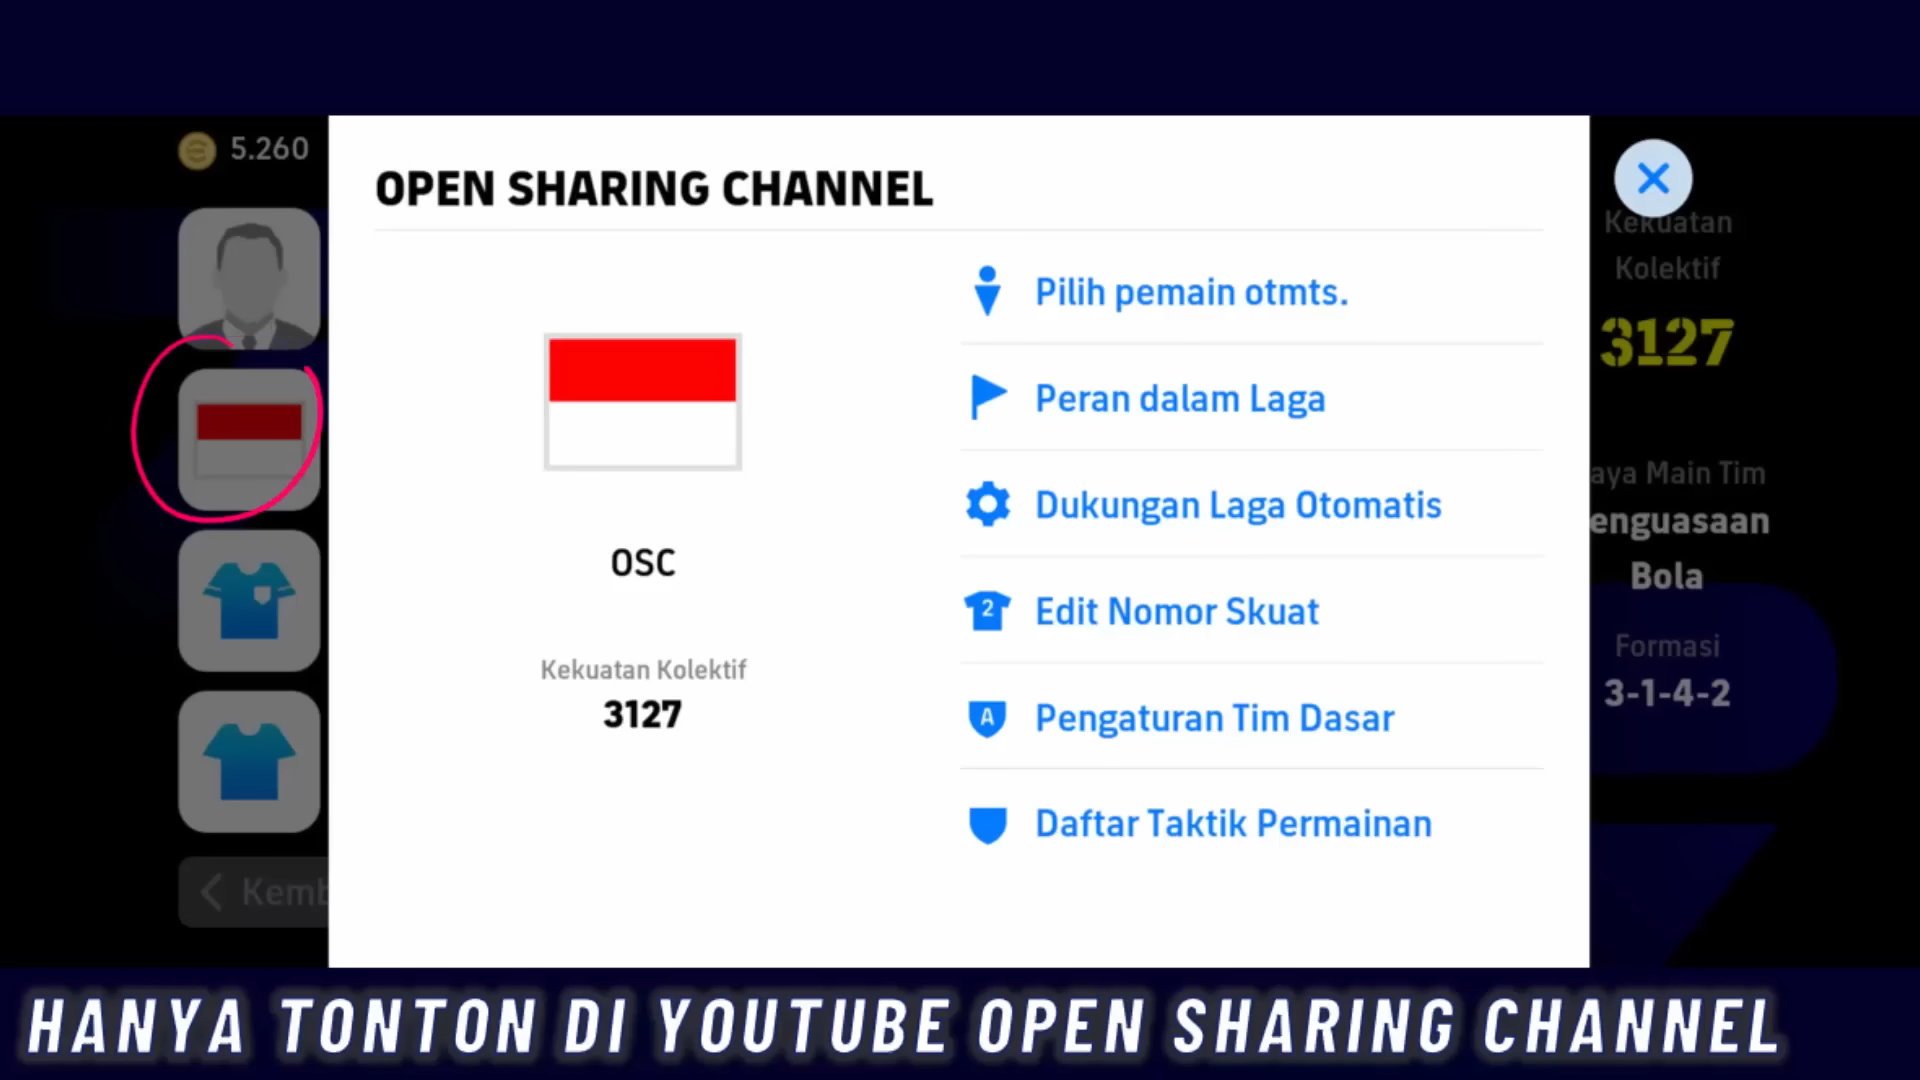 5.260
OPEN SHARING CHANNEL
OSC
Kekuatan Kolektif
3127
Pilih pemain otmts.
Peran dalam Laga
Dukungan Laga Otomatis
2
Edit Nomor Skuat
A
Pengaturan Tim Dasar
Daftar Taktik Permainan
Kekuatan
Kolektif
3127
aya Main Tim
enguasaan
Bola
Formasi
3-1-4-2
Kemb
HANYA TONTON DI YOUTUBE OPEN SHARING CHANNEL